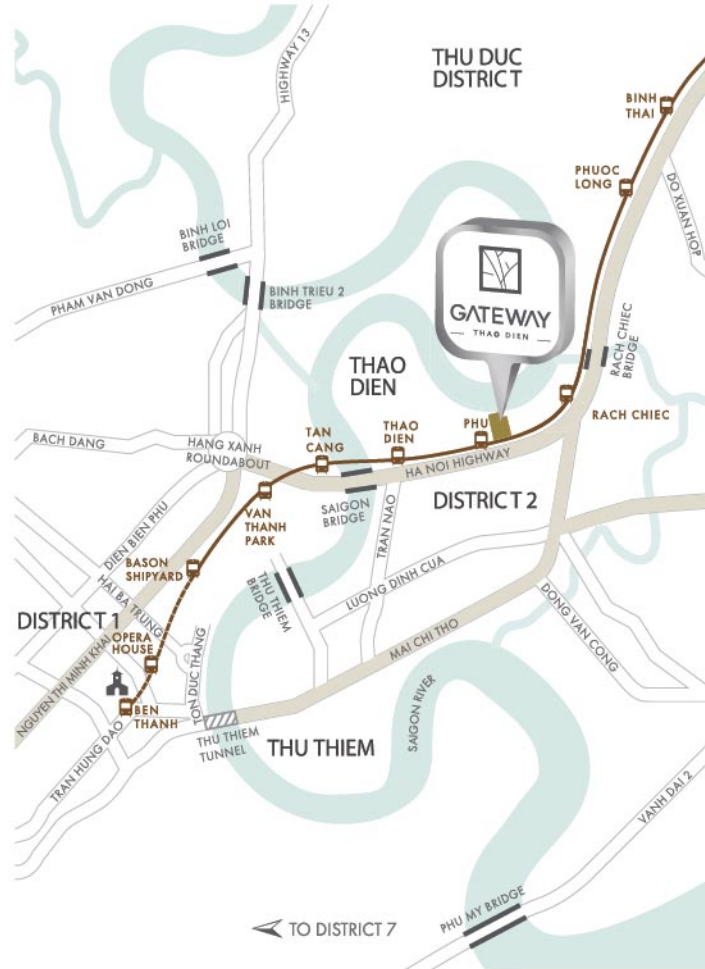 THU DUC
DISTRICT
HIGHWAY 13
BINH
THAI
PHUOC
LONG
DO XUAN HOP
BINH LOI
BRIDGE
PHAM VAN DONG
BINH TRIEU 2
BRIDGE
GATEWAY
THAO DIEN
RACH CHIEC
BRIDGE
THAO
DIEN
RACH CHIEC
PHU
THAO
DIEN
TAN
CANG
BACH DANG
HANG XANH
ROUNDABOUT
HA NOI HIGHWAY
SAIGON
BRIDGE
DISTRICT 2
VAN
THANH
PARK
TRAN NAO
DIEN BIEN PHU
BASON
SHIPYARD
HAI BA TRUNG
THU THIEM
BRIDGE
LUONG DINH CUA
DISTRICT 1
NGUYEN THI MINH KHAI
OPERA
HOUSE
TON DUC THANG
MAI CHI THO
DONG VAN CONG
BEN
THANH
TRAN HUNG DAO
THU THIEM
TUNNEL
THU THIEM
SAIGON RIVER
VANH DAI 2
PHU MY BRIDGE
TO DISTRICT 7